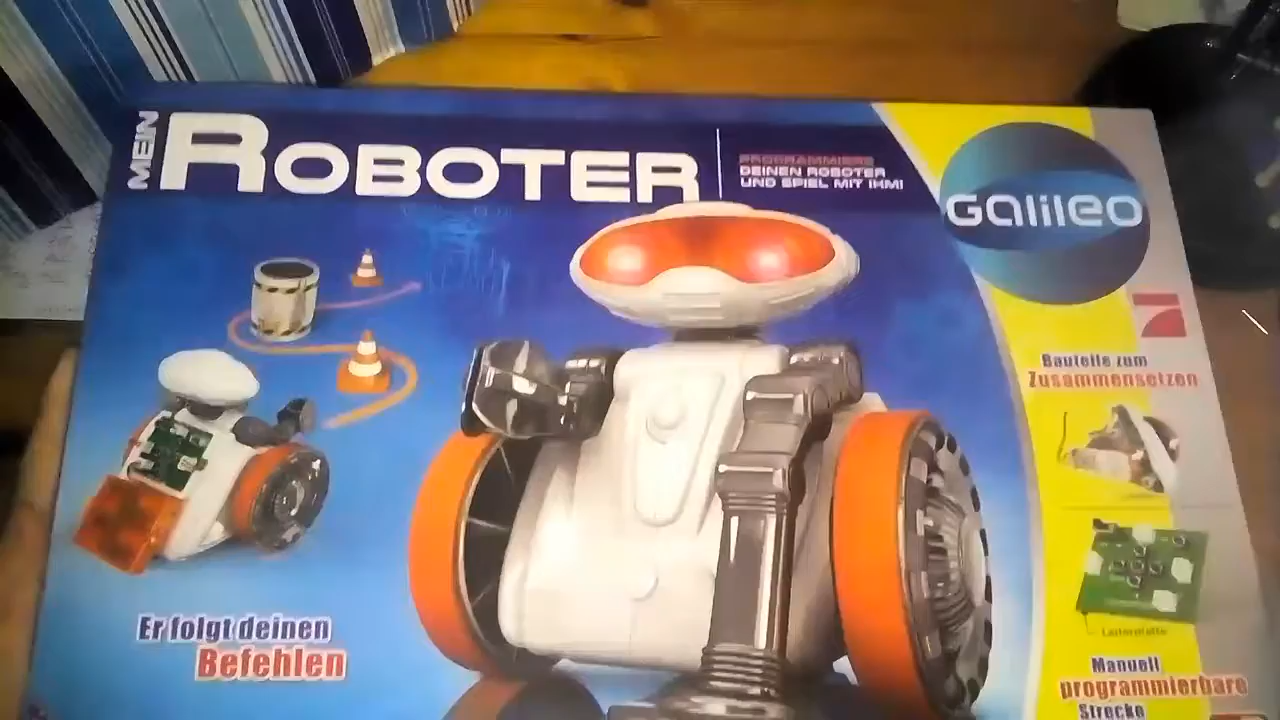 MEIN
ROBOTER
PROGRAMMIERE
DEINEN ROBOTER
UND SPIEL MIT IHM!
Galileo
Bauteile zum
Zusammensetzen
Leiterplatte
Er folgt deinen
Befehlen
Manuell
programmierbare
Strecke